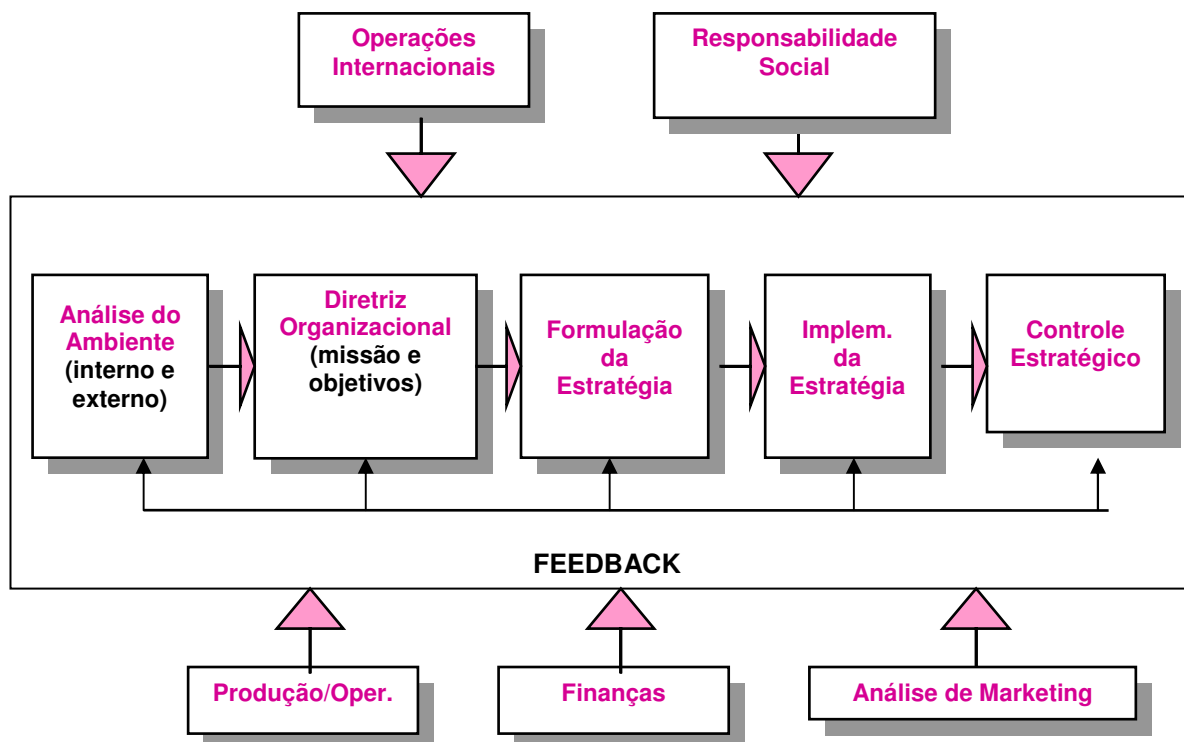 Operações
Internacionais
Responsabilidade
Social
Análise do
Ambiente
(interno e
externo)
Diretriz
Organizacional
(missão e
objetivos)
Formulação
da
Estratégia
Implem.
da
Estratégia
Controle
Estratégico
FEEDBACK
Produção/Oper.
Finanças
Análise de Marketing